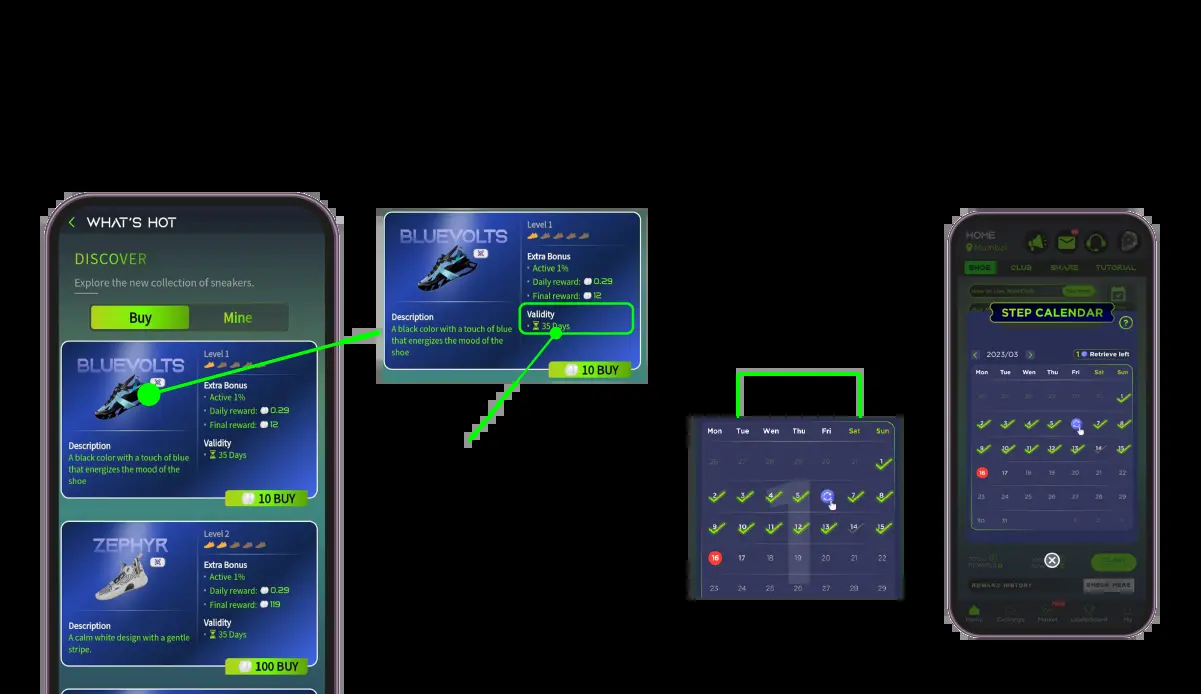 WHAT'S HOT
DISCOVER
Explore the new collection of sneakers.
Buy
Mine
BLUEVOLTS
Level 1
Extra Bonus
• Active 1%
• Daily reward: 0.29
• Final reward: 12
Validity
• 35 Days
Description
A black color with a touch of blue
that energizes the mood of the
shoe
10 BUY
ZEPHYR
Level 2
Extra Bonus
• Active 1%
• Daily reward: 0.29
• Final reward: 119
Validity
• 35 Days
Description
A calm white design with a gentle
stripe.
100 BUY
BLUEVOLTS
Level 1
Extra Bonus
• Active 1%
• Daily reward: 0.29
• Final reward: 12
Validity
• 35 Days
Description
A black color with a touch of blue
that energizes the mood of the
shoe
10 BUY
Mon Tue Wen Thu Fri Sat Sun
26 27 28 29 30 31 1
2 3 4 5 7 8
9 10 11 12 13 14 15
16 17 18 19 20 21 22
23 24 25 26 27 28 29
1
HOME
SHOE CLUB SHARE TUTORIAL
STEP CALENDAR
?
2023/03
1 Retrieve left
Mon Tue Wen Thu Fri Sat Sun
1
2 3 4 5 7 8
9 10 11 12 13 14 15
16 17 18 19 20 21 22
23 24 25 26 27 28 29
30 31
REWARD HISTORY
CHECK HERE
Exchange Market Leaderboard My